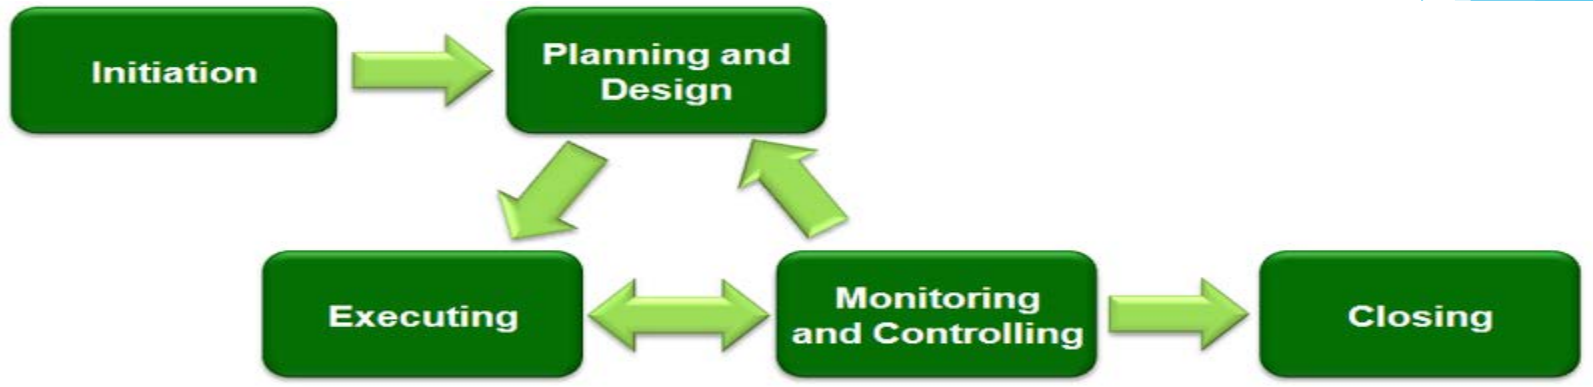 Initiation
Planning and
Design
Executing
Monitoring
and Controlling
Closing